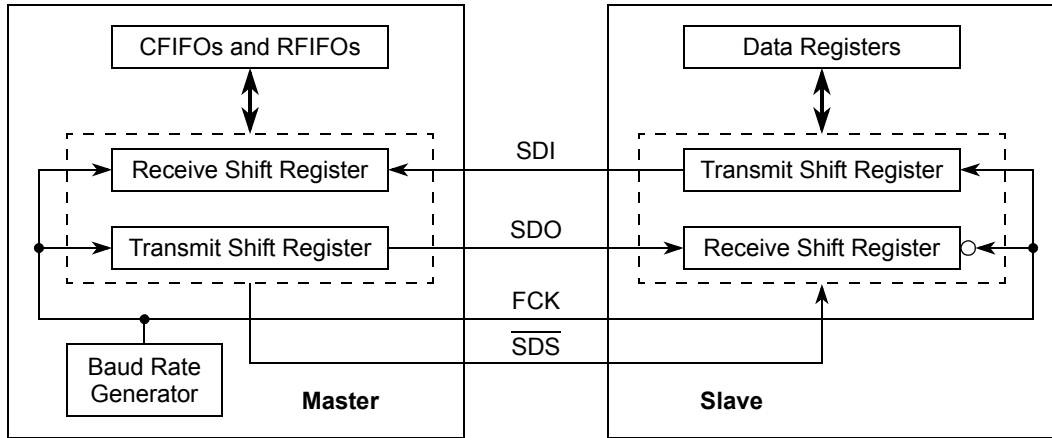 CFIFOs and RFIFOs
Data Registers
SDI
Receive Shift Register
Transmit Shift Register
SDO
Transmit Shift Register
Receive Shift Register
FCK
SDS
Baud Rate
Generator
Master
Slave